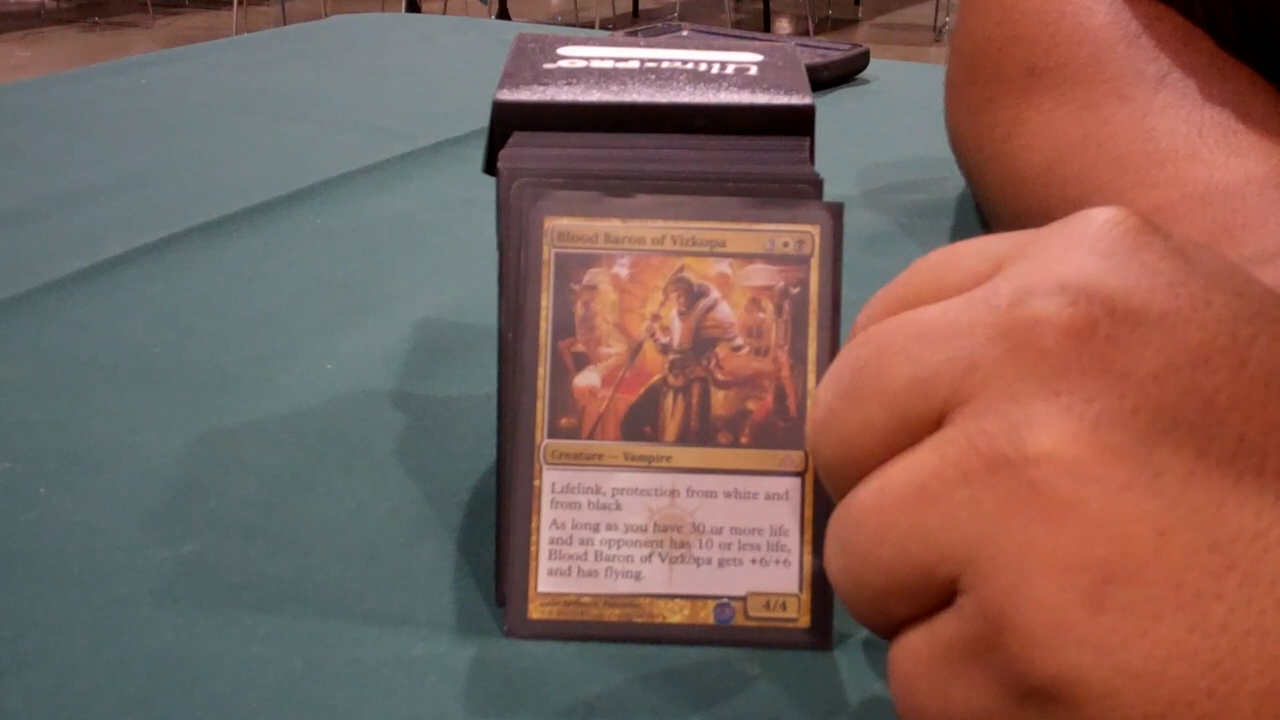 Ultra•PRO
Blood Baron of Vizkopa 3
Creature — Vampire
Lifelink, protection from white and
from black
As long as you have 30 or more life
and an opponent has 10 or less life,
Blood Baron of Vizkopa gets +6/+6
and has flying.
4/4